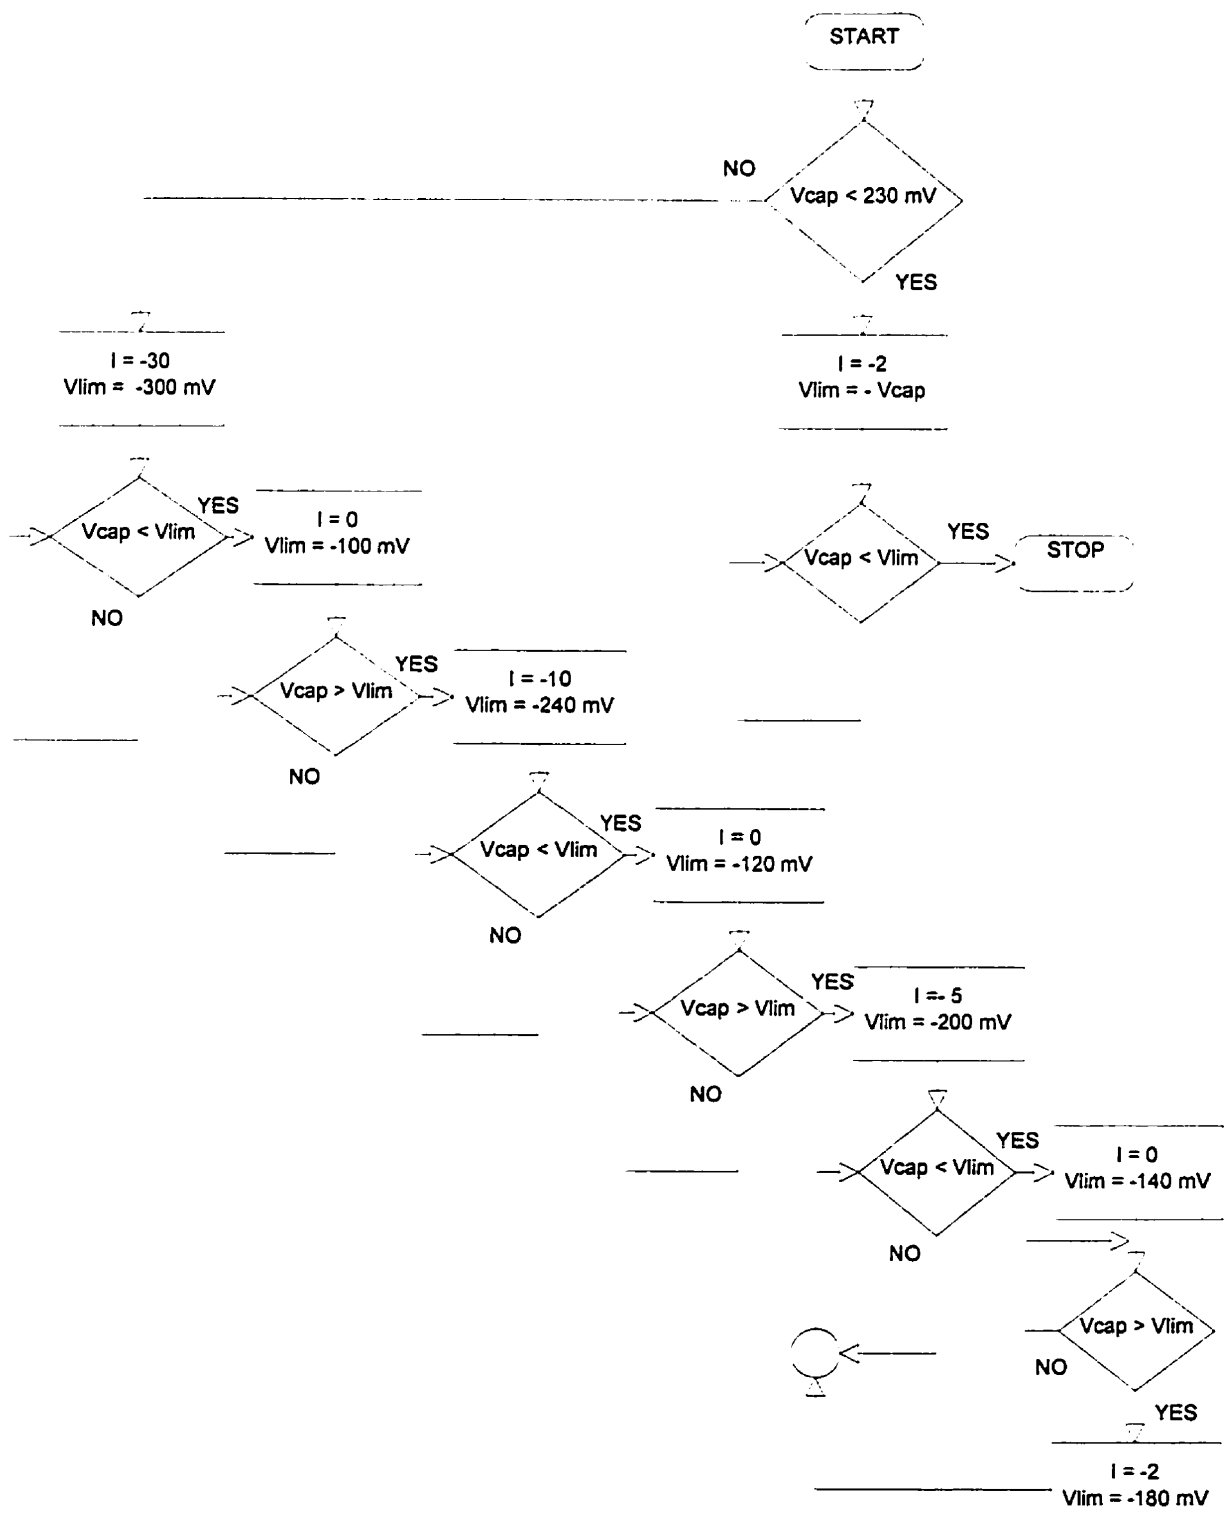 START
NO
Vcap < 230 mV
YES
I = -30
Vlim = -300 mV
I = -2
Vlim = - Vcap
YES
Vcap < Vlim
I = 0
Vlim = -100 mV
NO
YES
Vcap < Vlim
STOP
YES
Vcap > Vlim
I = -10
Vlim = -240 mV
NO
YES
Vcap < Vlim
I = 0
Vlim = -120 mV
NO
YES
Vcap > Vlim
I =- 5
Vlim = -200 mV
NO
YES
Vcap < Vlim
I = 0
Vlim = -140 mV
NO
Vcap > Vlim
NO
YES
I = -2
Vlim = -180 mV